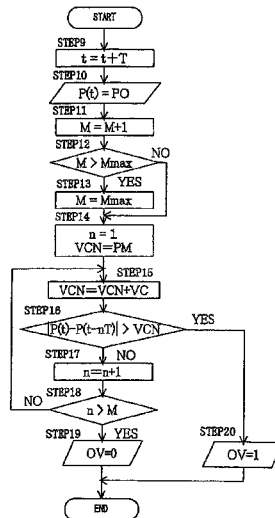 START
STEP9
t=t+T
STEP10
P(t)=PO
STEP11
M=M+1
STEP12
M>Mmax
NO
YES
STEP13
M=Mmax
STEP14
n=1
VCN=PM
STEP15
VCN=VCN+VC
STEP16
|P(t)-P(t-nT)|>VCN
YES
NO
STEP17
n=n+1
STEP18
NO
n>M
YES
STEP19
OV=0
STEP20
OV=1
END